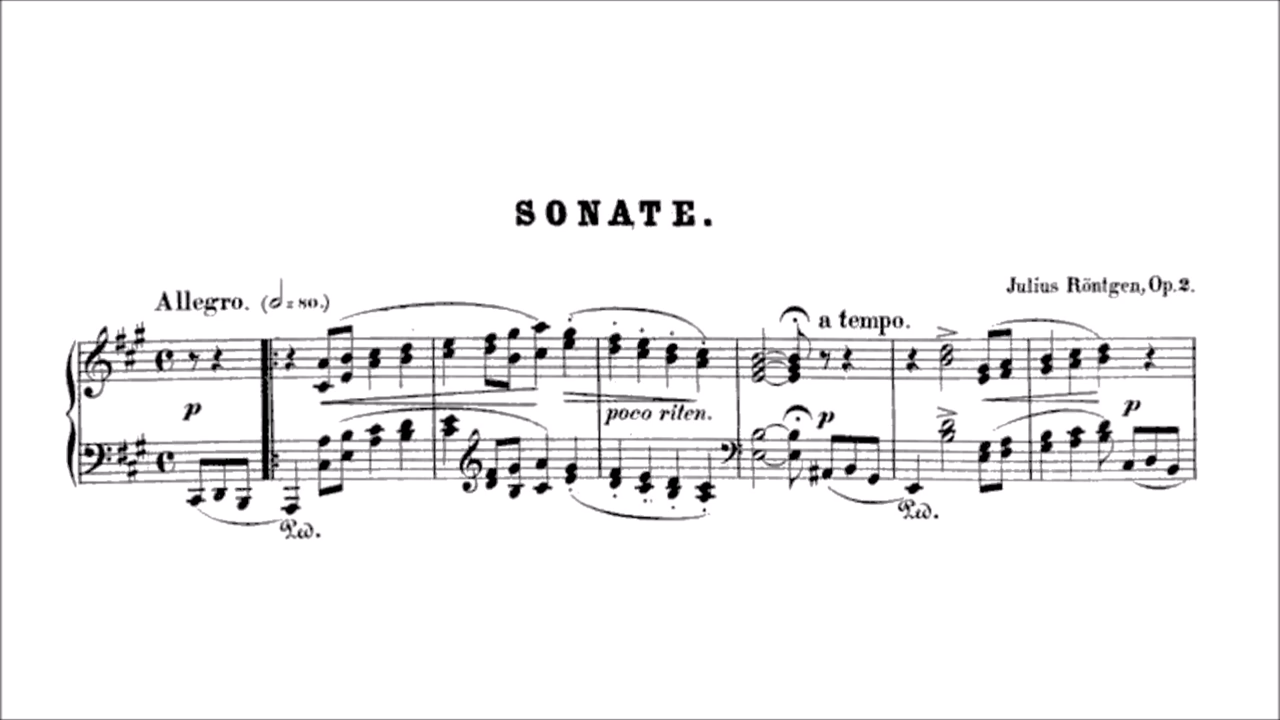 SONATE.
Julius Röntgen, Op. 2.
Allegro. (𝅗𝅥 = 80.)
a tempo.
p
poco riten.
p
p
Ped.
Ped.